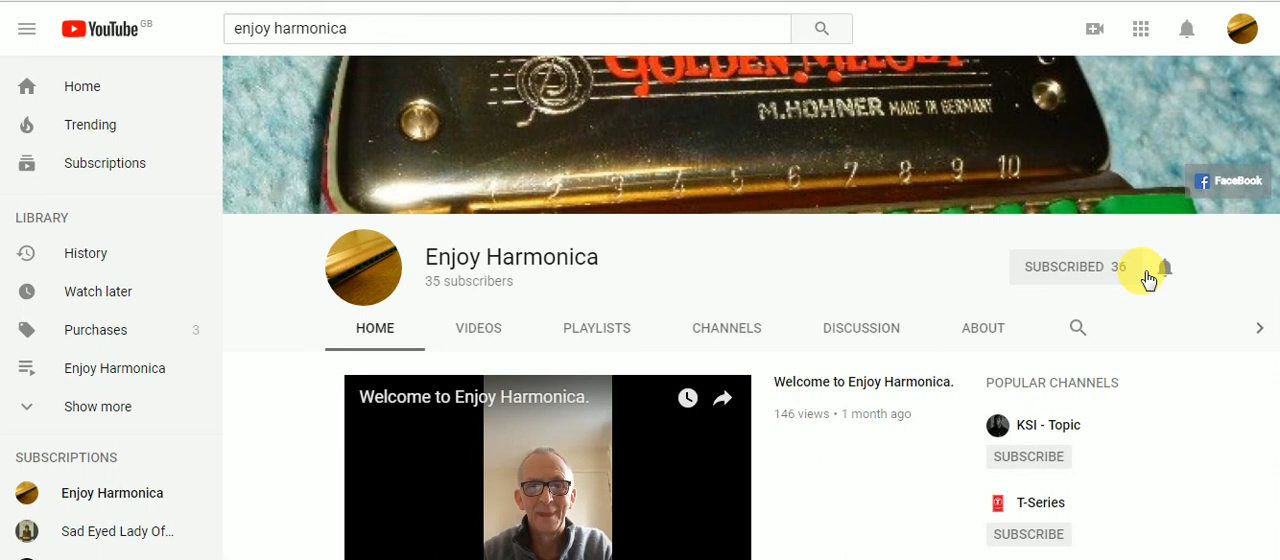 YouTube GB
enjoy harmonica
Home
Trending
Subscriptions
LIBRARY
History
Watch later
Purchases 3
Enjoy Harmonica
Show more
SUBSCRIPTIONS
Enjoy Harmonica
Sad Eyed Lady Of...
GOLDEN MELODY
M.HOHNER MADE IN GERMANY
1 2 3 4 5 6 7 8 9 10
FaceBook
Enjoy Harmonica
35 subscribers
SUBSCRIBED 36
HOME VIDEOS PLAYLISTS CHANNELS DISCUSSION ABOUT
Welcome to Enjoy Harmonica.
Welcome to Enjoy Harmonica.
146 views • 1 month ago
POPULAR CHANNELS
KSI - Topic
SUBSCRIBE
T-Series
SUBSCRIBE